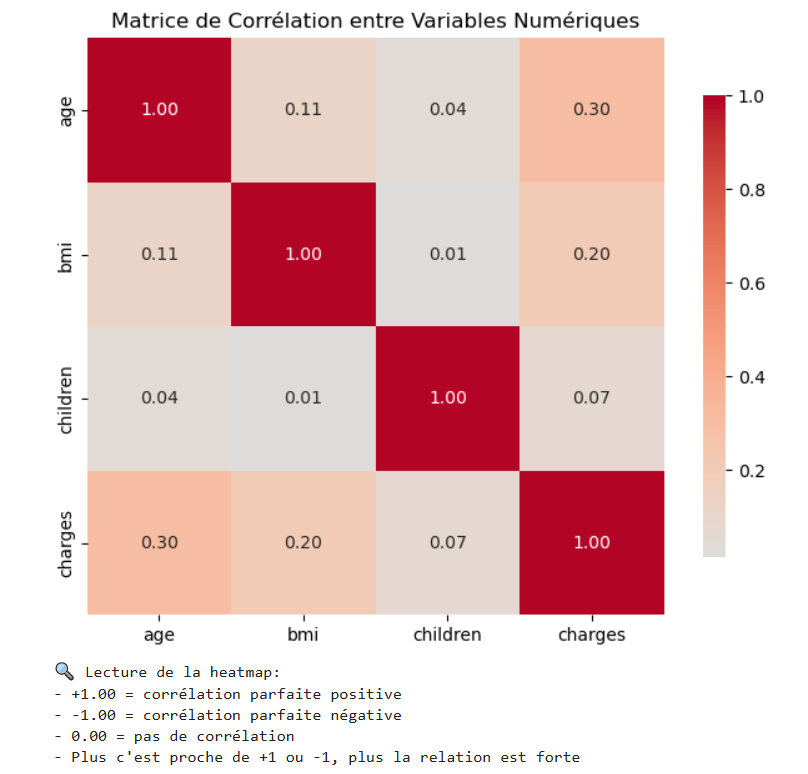 Matrice de Corrélation entre Variables Numériques
age 1.00 0.11 0.04 0.30
bmi 0.11 1.00 0.01 0.20
children 0.04 0.01 1.00 0.07
charges 0.30 0.20 0.07 1.00
age bmi children charges
1.0
0.8
0.6
0.4
0.2
🔍 Lecture de la heatmap:
- +1.00 = corrélation parfaite positive
- -1.00 = corrélation parfaite négative
- 0.00 = pas de corrélation
- Plus c'est proche de +1 ou -1, plus la relation est forte